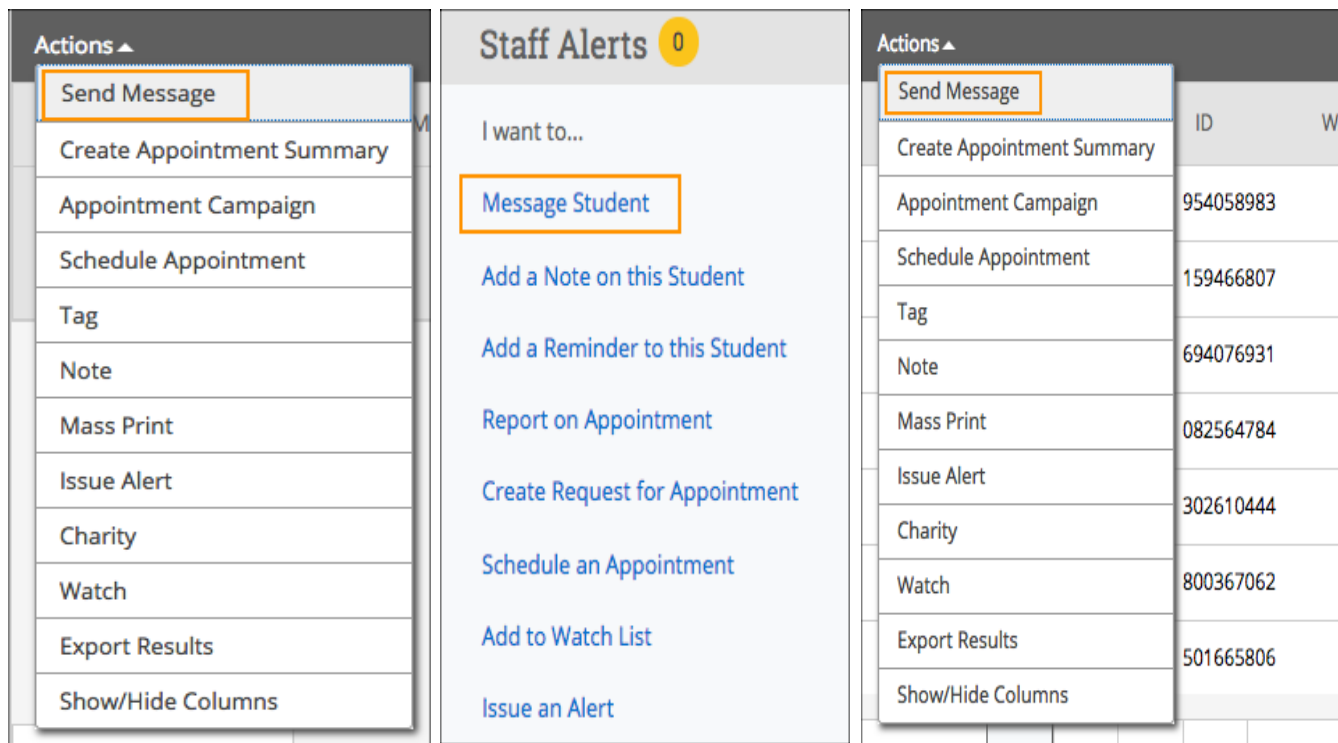 Actions
Send Message
Create Appointment Summary
Appointment Campaign
Schedule Appointment
Tag
Note
Mass Print
Issue Alert
Charity
Watch
Export Results
Show/Hide Columns
M
Staff Alerts 0
I want to...
Message Student
Add a Note on this Student
Add a Reminder to this Student
Report on Appointment
Create Request for Appointment
Schedule an Appointment
Add to Watch List
Issue an Alert
Actions
Send Message
Create Appointment Summary
Appointment Campaign
Schedule Appointment
Tag
Note
Mass Print
Issue Alert
Charity
Watch
Export Results
Show/Hide Columns
ID W
954058983
159466807
694076931
082564784
302610444
800367062
501665806